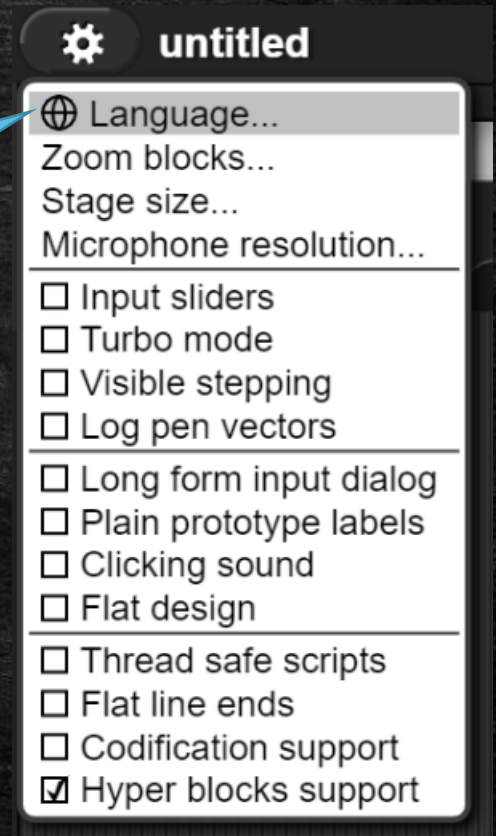 untitled
Language...
Zoom blocks...
Stage size...
Microphone resolution...
Input sliders
Turbo mode
Visible stepping
Log pen vectors
Long form input dialog
Plain prototype labels
Clicking sound
Flat design
Thread safe scripts
Flat line ends
Codification support
Hyper blocks support